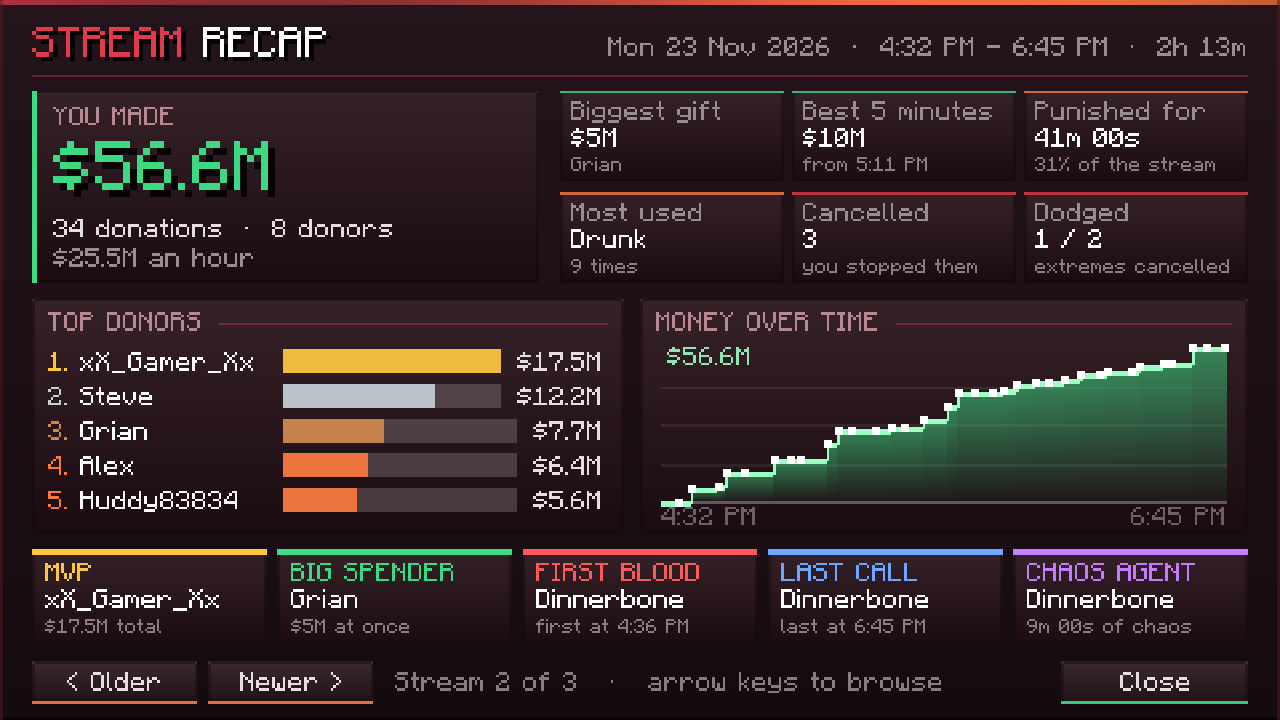 STREAM RECAP
Mon 23 Nov 2026 · 4:32 PM – 6:45 PM · 2h 13m
YOU MADE
$56.6M
34 donations · 8 donors
$25.5M an hour
Biggest gift
$5M
Grian
Best 5 minutes
$10M
from 5:11 PM
Punished for
41m 00s
31% of the stream
Most used
Drunk
9 times
Cancelled
3
you stopped them
Dodged
1 / 2
extremes cancelled
TOP DONORS
1. xX_Gamer_Xx $17.5M
2. Steve $12.2M
3. Grian $7.7M
4. Alex $6.4M
5. Huddy83834 $5.6M
MONEY OVER TIME
$56.6M
4:32 PM 6:45 PM
MVP
xX_Gamer_Xx
$17.5M total
BIG SPENDER
Grian
$5M at once
FIRST BLOOD
Dinnerbone
first at 4:36 PM
LAST CALL
Dinnerbone
last at 6:45 PM
CHAOS AGENT
Dinnerbone
9m 00s of chaos
< Older
Newer >
Stream 2 of 3 · arrow keys to browse
Close